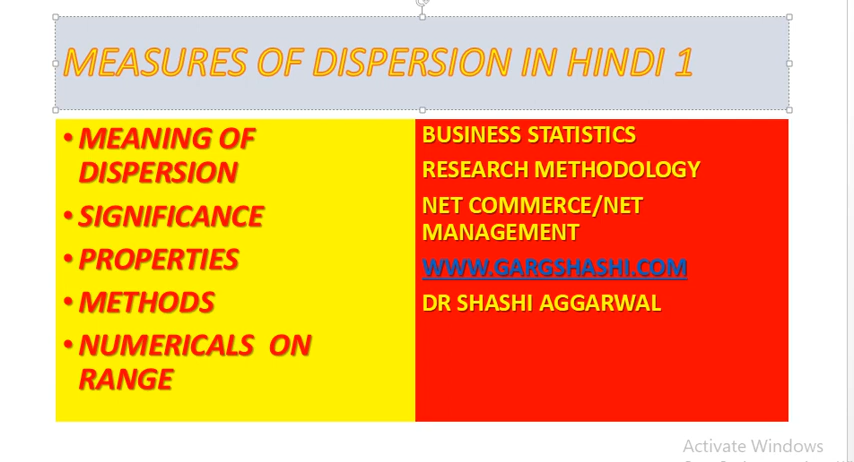 MEASURES OF DISPERSION IN HINDI 1
• MEANING OF
DISPERSION
• SIGNIFICANCE
• PROPERTIES
• METHODS
• NUMERICALS ON
RANGE
BUSINESS STATISTICS
RESEARCH METHODOLOGY
NET COMMERCE/NET
MANAGEMENT
WWW.GARGSHASHI.COM
DR SHASHI AGGARWAL
Activate Windows